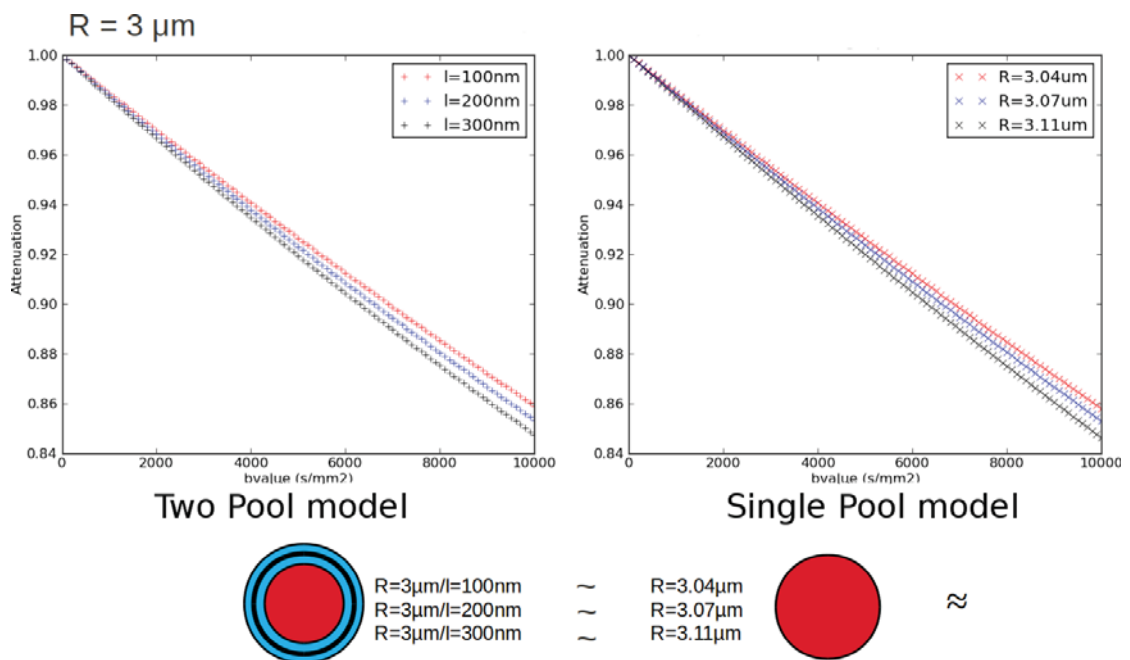 R = 3 µm
1.00
0.98
0.96
0.94
0.92
0.90
0.88
0.86
0.84
Attenuation
l=100nm
l=200nm
l=300nm
0
2000
4000
6000
8000
10000
bvalue (s/mm2)
Two Pool model
1.00
0.98
0.96
0.94
0.92
0.90
0.88
0.86
0.84
Attenuation
R=3.04um
R=3.07um
R=3.11um
0
2000
4000
6000
8000
10000
bvalue (s/mm2)
Single Pool model
R=3µm/l=100nm ~ R=3.04µm
R=3µm/l=200nm ~ R=3.07µm
R=3µm/l=300nm ~ R=3.11µm
≈